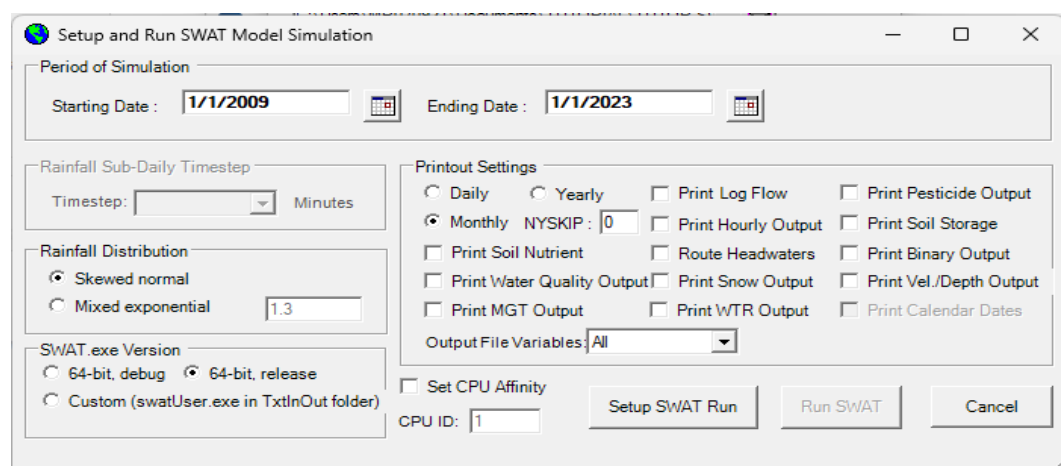 Setup and Run SWAT Model Simulation
Period of Simulation
Starting Date : 1/1/2009 Ending Date : 1/1/2023
Rainfall Sub-Daily Timestep
Timestep: Minutes
Rainfall Distribution
Skewed normal
Mixed exponential 1.3
SWAT.exe Version
64-bit, debug 64-bit, release
Custom (swatUser.exe in TxtInOut folder)
Printout Settings
Daily Yearly Print Log Flow Print Pesticide Output
Monthly NYSKIP : 0 Print Hourly Output Print Soil Storage
Print Soil Nutrient Route Headwaters Print Binary Output
Print Water Quality Output Print Snow Output Print Vel./Depth Output
Print MGT Output Print WTR Output Print Calendar Dates
Output File Variables: All
Set CPU Affinity
CPU ID: 1
Setup SWAT Run Run SWAT Cancel